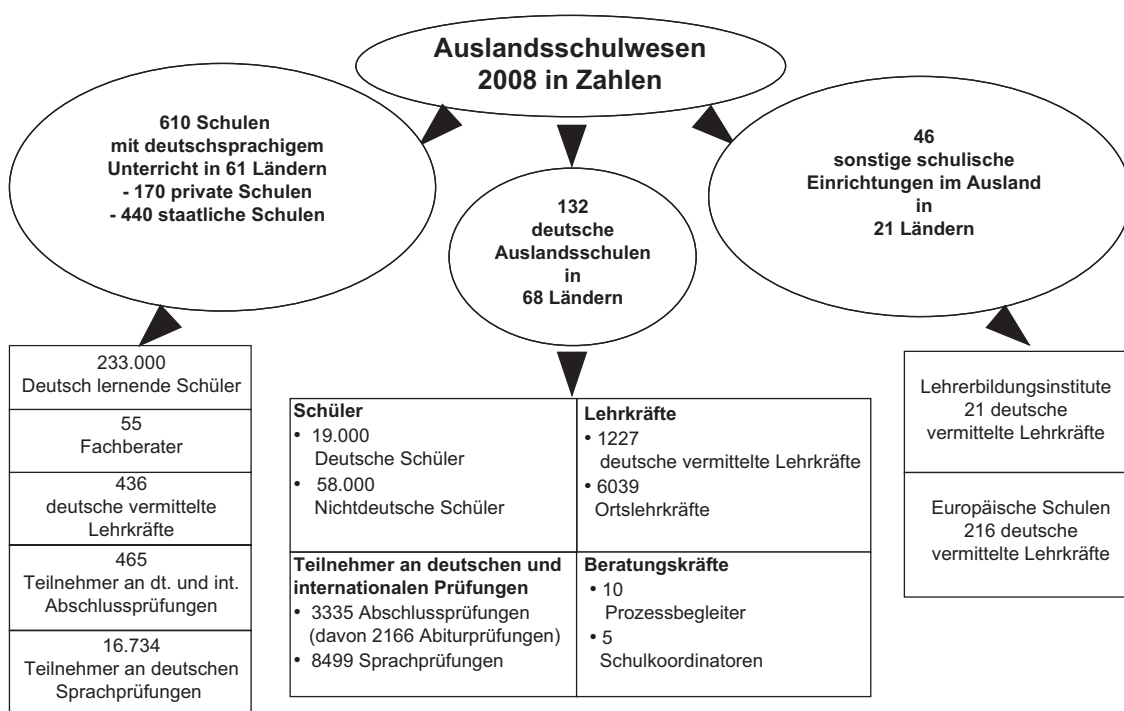 Auslandsschulwesen
2008 in Zahlen
610 Schulen
mit deutschsprachigem
Unterricht in 61 Ländern
- 170 private Schulen
- 440 staatliche Schulen
132
deutsche
Auslandsschulen
in
68 Ländern
46
sonstige schulische
Einrichtungen im Ausland
in
21 Ländern
233.000
Deutsch lernende Schüler
55
Fachberater
436
deutsche vermittelte
Lehrkräfte
465
Teilnehmer an dt. und int.
Abschlussprüfungen
16.734
Teilnehmer an deutschen
Sprachprüfungen
Schüler
• 19.000
Deutsche Schüler
• 58.000
Nichtdeutsche Schüler
Lehrkräfte
• 1227
deutsche vermittelte Lehrkräfte
• 6039
Ortslehrkräfte
Teilnehmer an deutschen und
internationalen Prüfungen
• 3335 Abschlussprüfungen
(davon 2166 Abiturprüfungen)
• 8499 Sprachprüfungen
Beratungskräfte
• 10
Prozessbegleiter
• 5
Schulkoordinatoren
Lehrerbildungsinstitute
21 deutsche
vermittelte Lehrkräfte
Europäische Schulen
216 deutsche
vermittelte Lehrkräfte